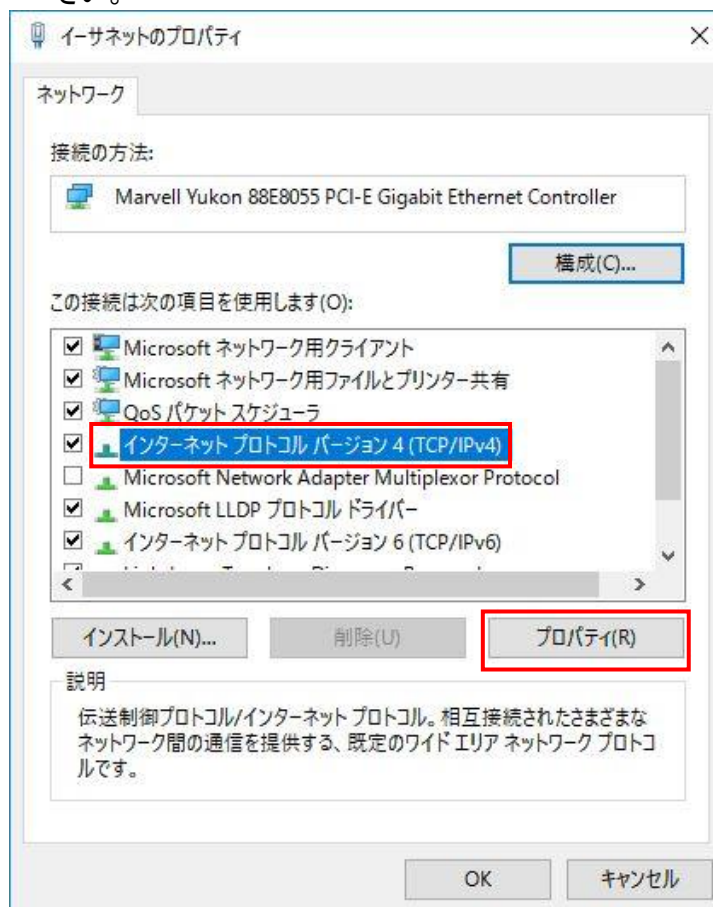 さい。
イーサネットのプロパティ
ネットワーク
接続の方法:
Marvell Yukon 88E8055 PCI-E Gigabit Ethernet Controller
構成(C)...
この接続は次の項目を使用します(O):
Microsoft ネットワーク用クライアント
Microsoft ネットワーク用ファイルとプリンター共有
QoS パケット スケジューラ
インターネット プロトコル バージョン 4 (TCP/IPv4)
Microsoft Network Adapter Multiplexor Protocol
Microsoft LLDP プロトコル ドライバー
インターネット プロトコル バージョン 6 (TCP/IPv6)
インストール(N)...
削除(U)
プロパティ(R)
説明
伝送制御プロトコル/インターネット プロトコル。相互接続されたさまざまな
ネットワーク間の通信を提供する、既定のワイド エリア ネットワーク プロトコ
ルです。
OK
キャンセル